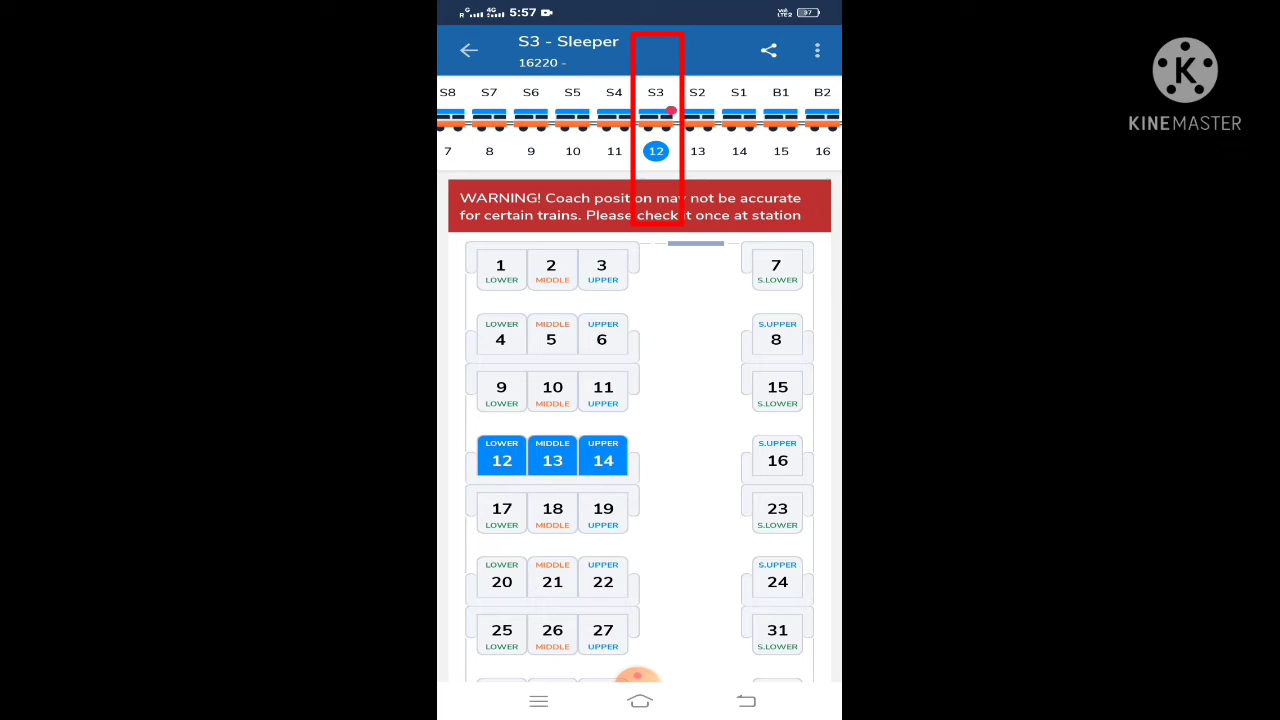 R G 4G 5:57 Vo) LTE2 37
S3 - Sleeper
16220 -
S8 S7 S6 S5 S4 S3 S2 S1 B1 B2
7 8 9 10 11 12 13 14 15 16
WARNING! Coach position may not be accurate
for certain trains. Please check it once at station
1 2 3 7
LOWER MIDDLE UPPER S.LOWER
LOWER MIDDLE UPPER S.UPPER
4 5 6 8
9 10 11 15
LOWER MIDDLE UPPER S.LOWER
LOWER MIDDLE UPPER S.UPPER
12 13 14 16
17 18 19 23
LOWER MIDDLE UPPER S.LOWER
LOWER MIDDLE UPPER S.UPPER
20 21 22 24
25 26 27 31
LOWER MIDDLE UPPER S.LOWER
K
KINEMASTER